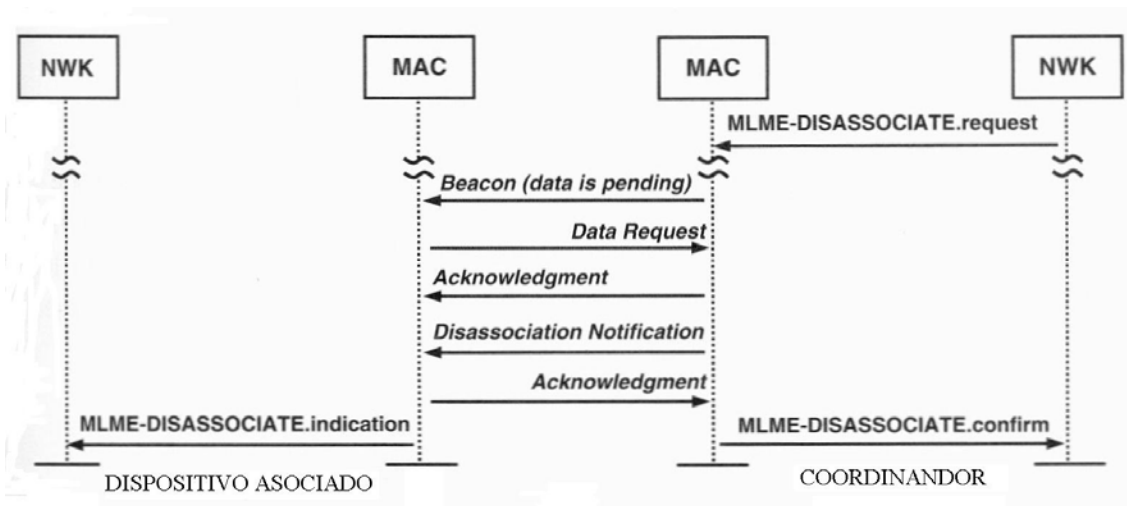 NWK
MAC
MAC
NWK
MLME-DISASSOCIATE.request
Beacon (data is pending)
Data Request
Acknowledgment
Disassociation Notification
Acknowledgment
MLME-DISASSOCIATE.indication
MLME-DISASSOCIATE.confirm
DISPOSITIVO ASOCIADO
COORDINANDOR